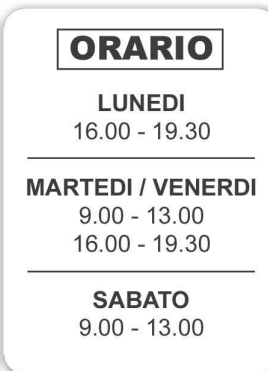 ORARIO
LUNEDI
16.00 - 19.30
MARTEDI / VENERDI
9.00 - 13.00
16.00 - 19.30
SABATO
9.00 - 13.00